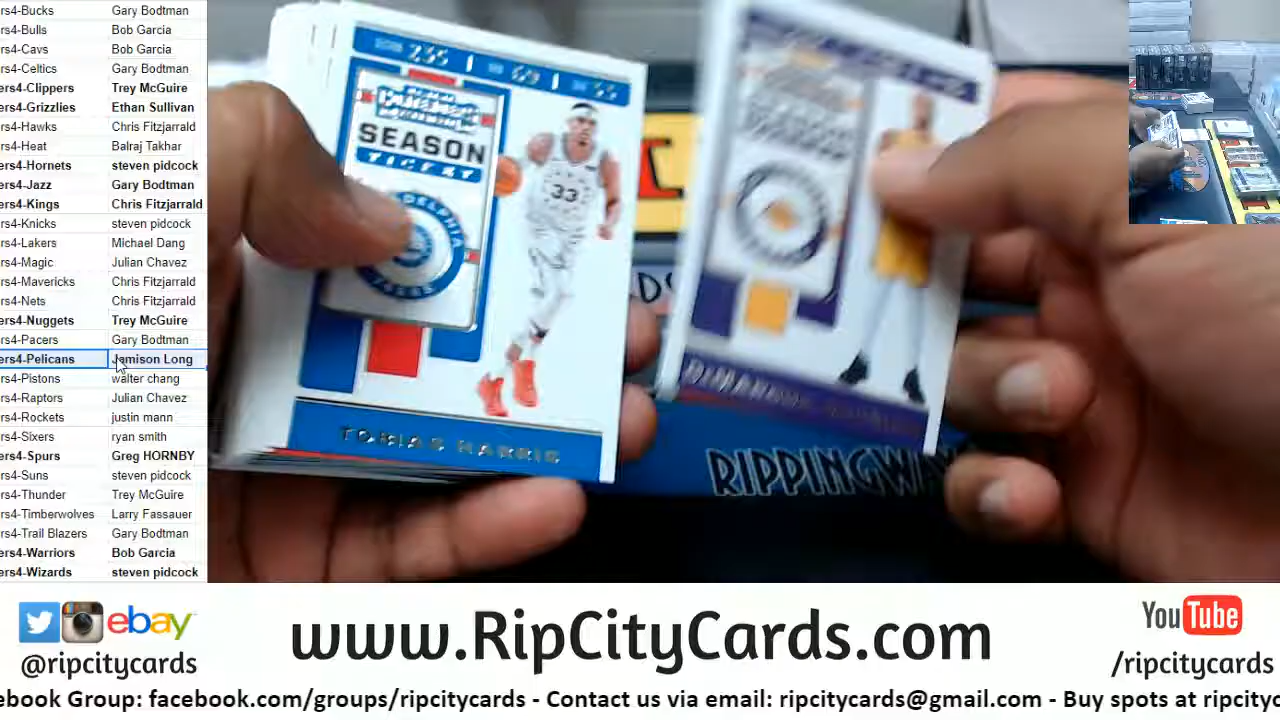 ers4-Bucks Gary Bodtman
ers4-Bulls Bob Garcia
rs4-Cavs Bob Garcia
ers4-Celtics Gary Bodtman
ers4-Clippers Trey McGuire
ers4-Grizzlies Ethan Sullivan
rs4-Hawks Chris Fitzjarrald
rs4-Heat Balraj Takhar
ers4-Hornets steven pidcock
ers4-Jazz Gary Bodtman
ers4-Kings Chris Fitzjarrald
rs4-Knicks steven pidcock
rs4-Lakers Michael Dang
rs4-Magic Julian Chavez
rs4-Mavericks Chris Fitzjarrald
rs4-Nets Chris Fitzjarrald
ers4-Nuggets Trey McGuire
rs4-Pacers Gary Bodtman
ers4-Pelicans Jamison Long
rs4-Pistons walter chang
rs4-Raptors Julian Chavez
rs4-Rockets justin mann
rs4-Sixers ryan smith
ers4-Spurs Greg HORNBY
rs4-Suns steven pidcock
rs4-Thunder Trey McGuire
rs4-Timberwolves Larry Fassauer
rs4-Trail Blazers Gary Bodtman
ers4-Warriors Bob Garcia
ers4-Wizards steven pidcock
235 69 33
SEASON
TICKET
33
TOBIAS HARRIS
RIPPINGWA
ebay
@ripcitycards
www.RipCityCards.com
YouTube
/ripcitycards
ebook Group: facebook.com/groups/ripcitycards - Contact us via email: ripcitycards@gmail.com - Buy spots at ripcityc